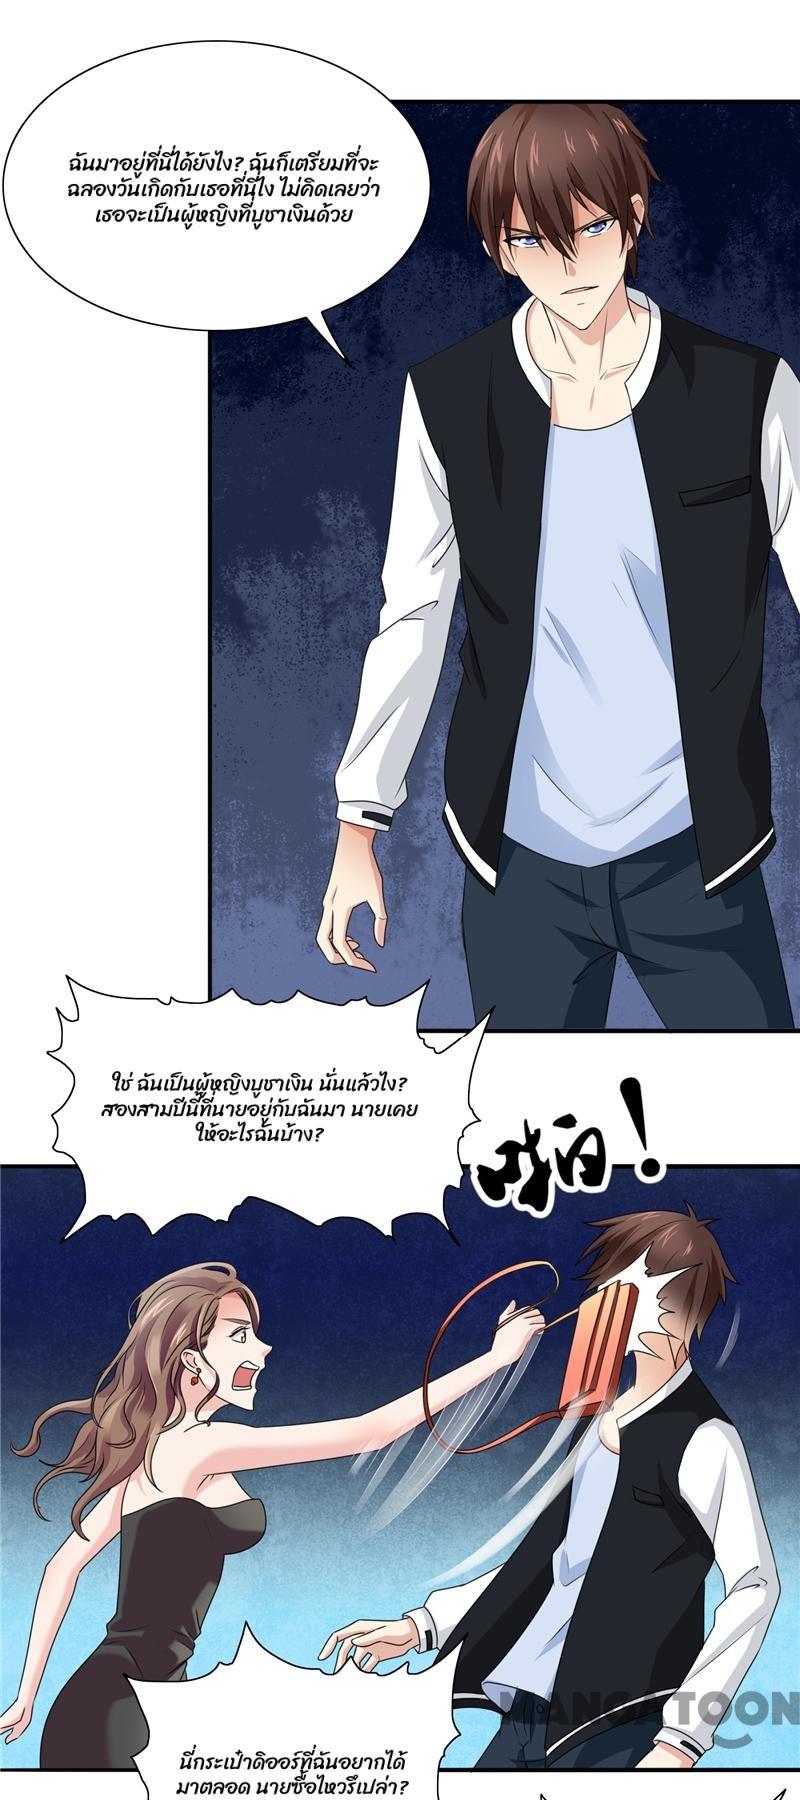 ฉันมาอยู่ที่นี่ได้ยังไง? ฉันก็เตรียมที่จะ
ฉลองวันเกิดกับเธอที่นี่ไง ไม่คิดเลยว่า
เธอจะเป็นผู้หญิงที่บูชาเงินด้วย
ใช่ ฉันเป็นผู้หญิงบูชาเงิน นั่นแล้วไง?
สองสามปีนี้ที่นายอยู่กับฉันมา นายเคย
ให้อะไรฉันบ้าง?
啪!
MANGATOON
นี่กระเป๋าดิออร์ที่ฉันอยากได้
มาตลอด นายซื้อไหวรึเปล่า?